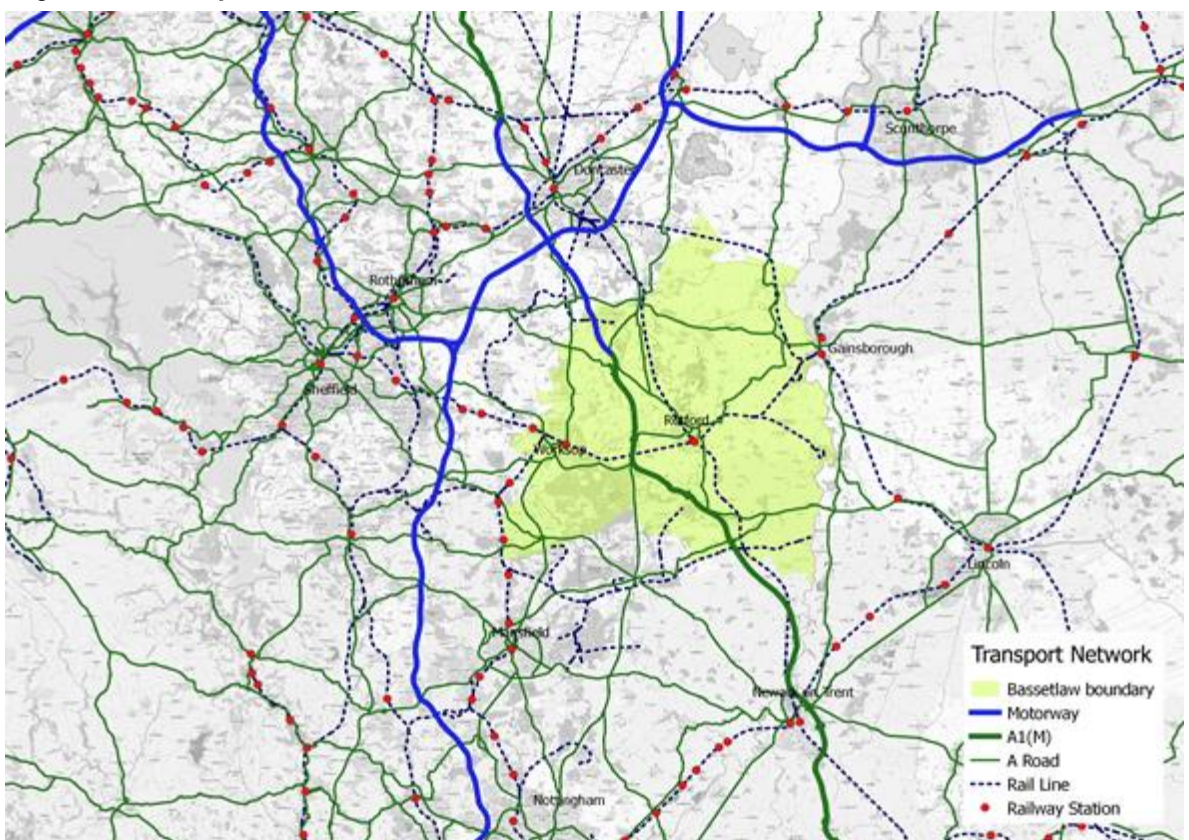 Scunthorpe
Doncaster
Rotherham
Gainsborough
Sheffield
Retford
Worksop
Lincoln
Mansfield
Newark on Trent
Nottingham
Transport Network
Bassetlaw boundary
Motorway
A1(M)
A Road
Rail Line
Railway Station